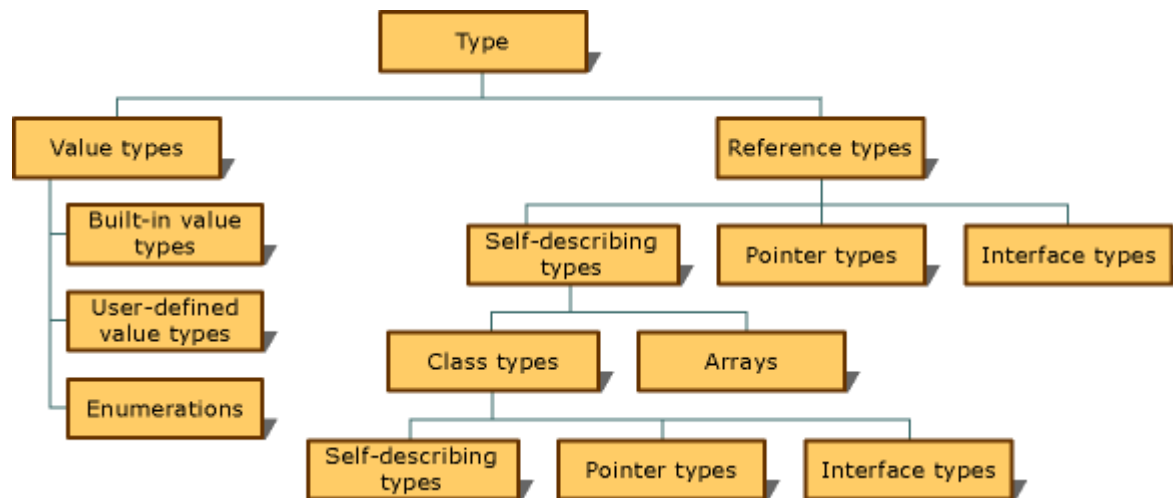 Type
Value types
Reference types
Built-in value
types
Self-describing
types
Pointer types
Interface types
User-defined
value types
Class types
Arrays
Enumerations
Self-describing
types
Pointer types
Interface types